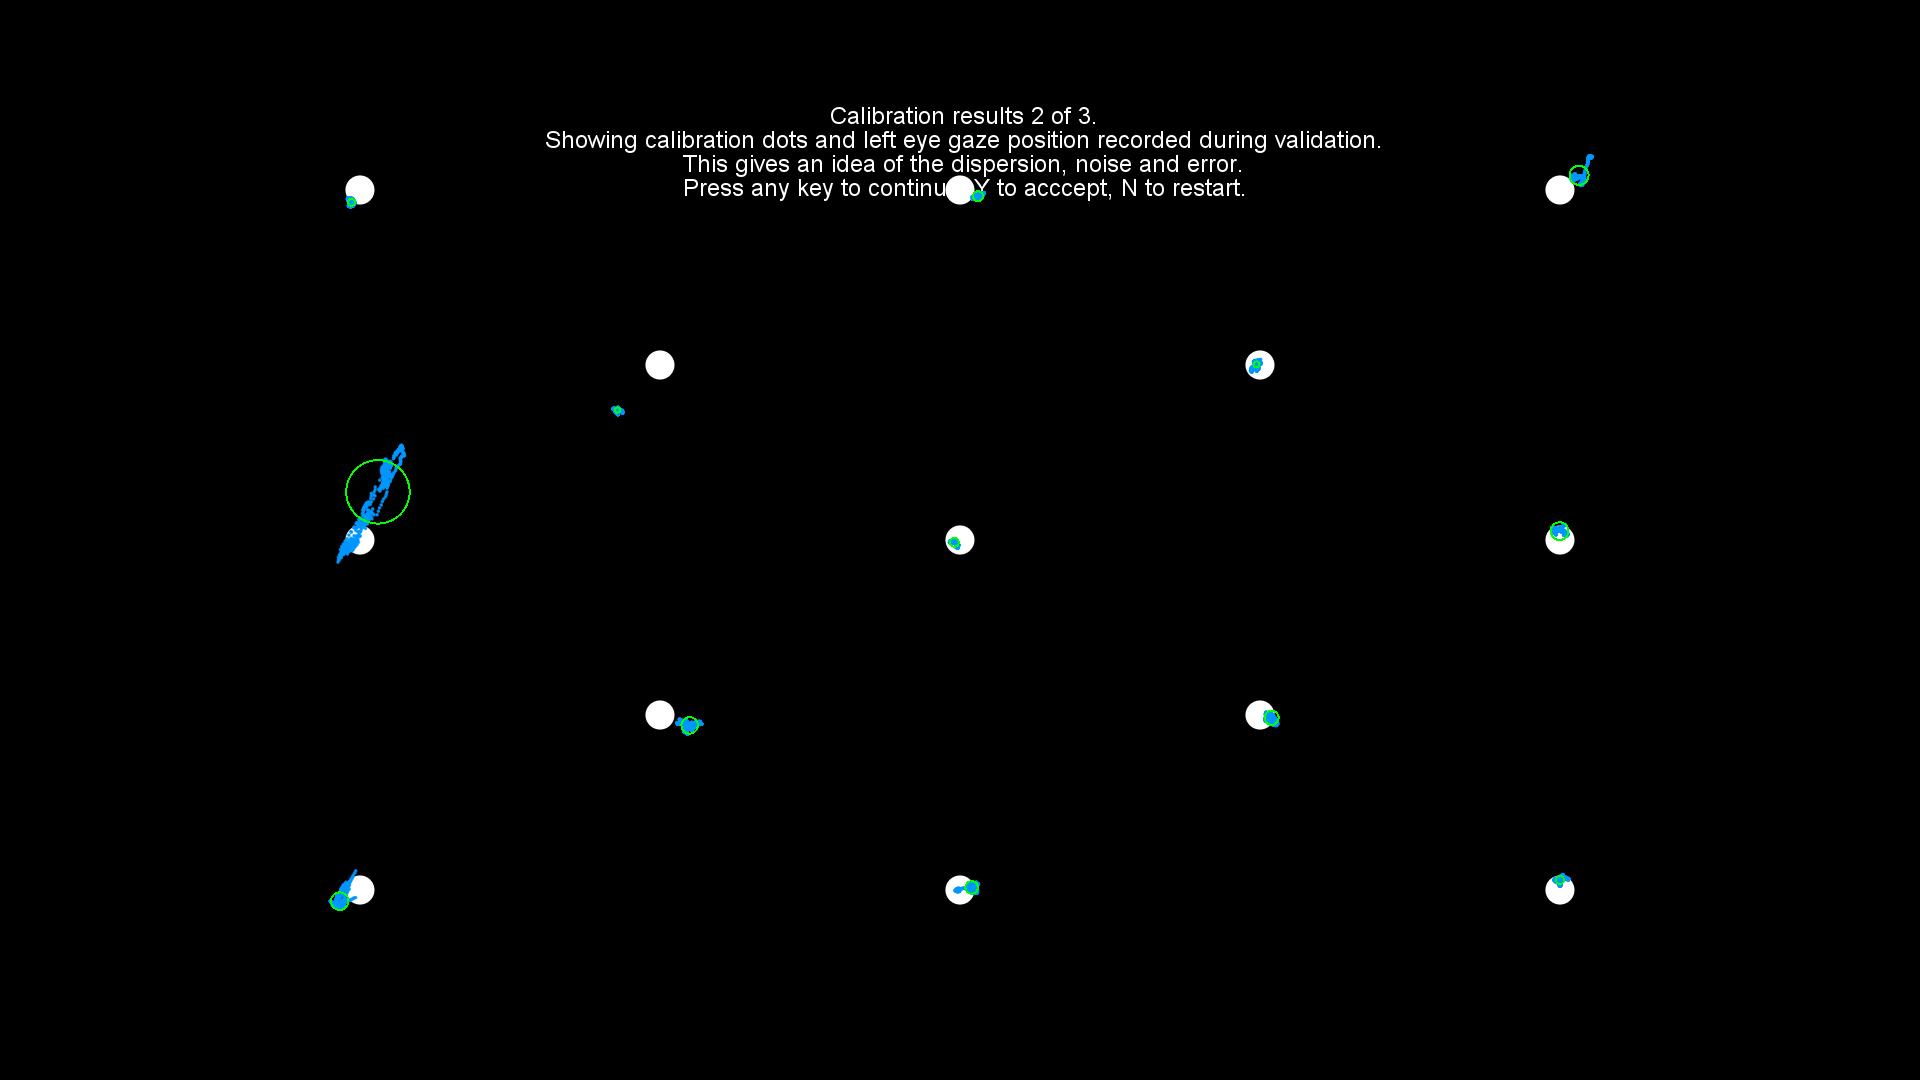 Calibration results 2 of 3.
Showing calibration dots and left eye gaze position recorded during validation.
This gives an idea of the dispersion, noise and error.
Press any key to continu Y to acccept, N to restart.